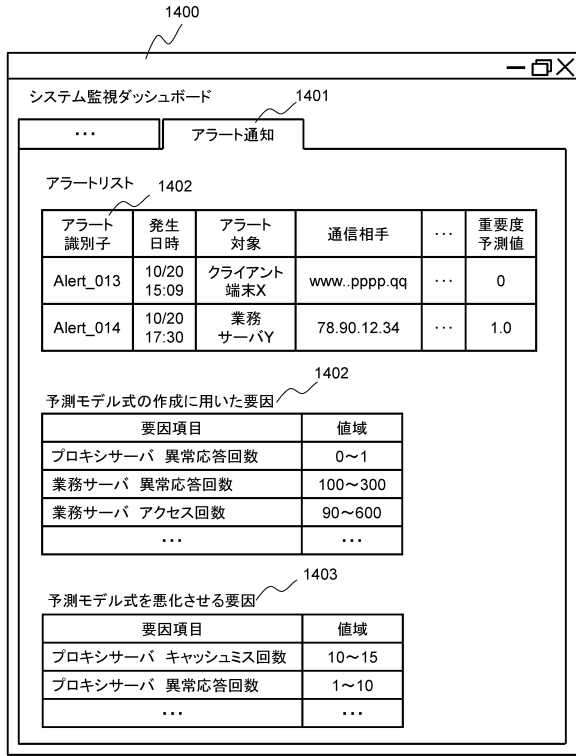 1400
システム監視ダッシュボード
1401
・・・
アラート通知
アラートリスト
1402
アラート
識別子
発生
日時
アラート
対象
通信相手
・・・
重要度
予測値
Alert_013
10/20
15:09
クライアント
端末X
www..pppp.qq
・・・
0
Alert_014
10/20
17:30
業務
サーバY
78.90.12.34
・・・
1.0
1402
予測モデル式の作成に用いた要因
要因項目 値域
プロキシサーバ 異常応答回数 0～1
業務サーバ 異常応答回数 100～300
業務サーバ アクセス回数 90～600
・・・ ・・・
1403
予測モデル式を悪化させる要因
要因項目 値域
プロキシサーバ キャッシュミス回数 10～15
プロキシサーバ 異常応答回数 1～10
・・・ ・・・